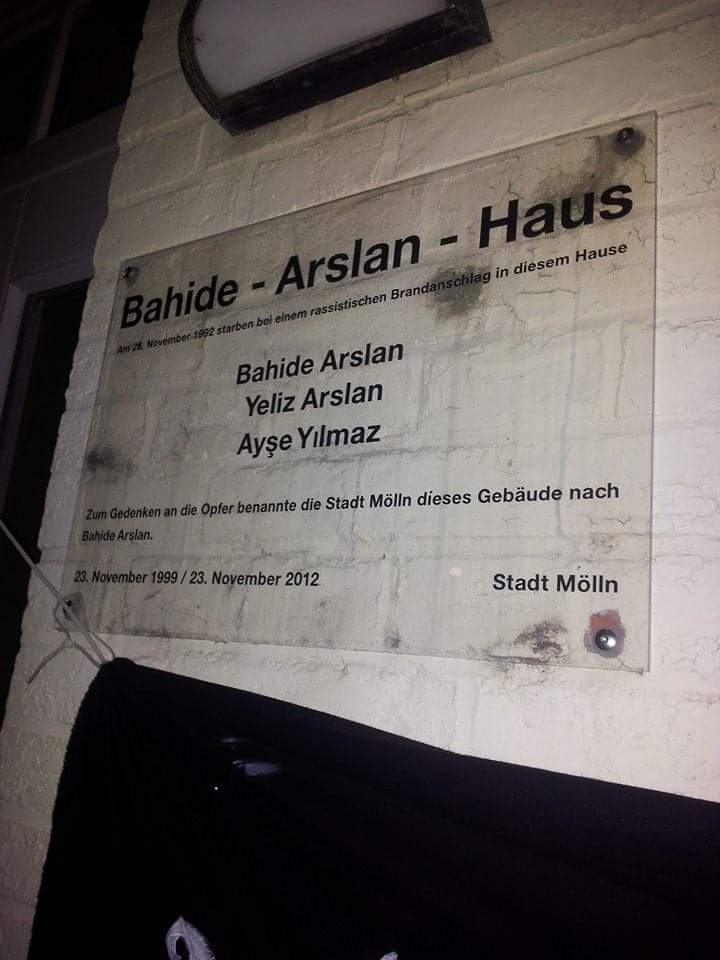 Bahide - Arslan - Haus
Am 23. November 1992 starben bei einem rassistischen Brandanschlag in diesem Hause
Bahide Arslan
Yeliz Arslan
Ayşe Yılmaz
Zum Gedenken an die Opfer benannte die Stadt Mölln dieses Gebäude nach
Bahide Arslan.
23. November 1999 / 23. November 2012
Stadt Mölln